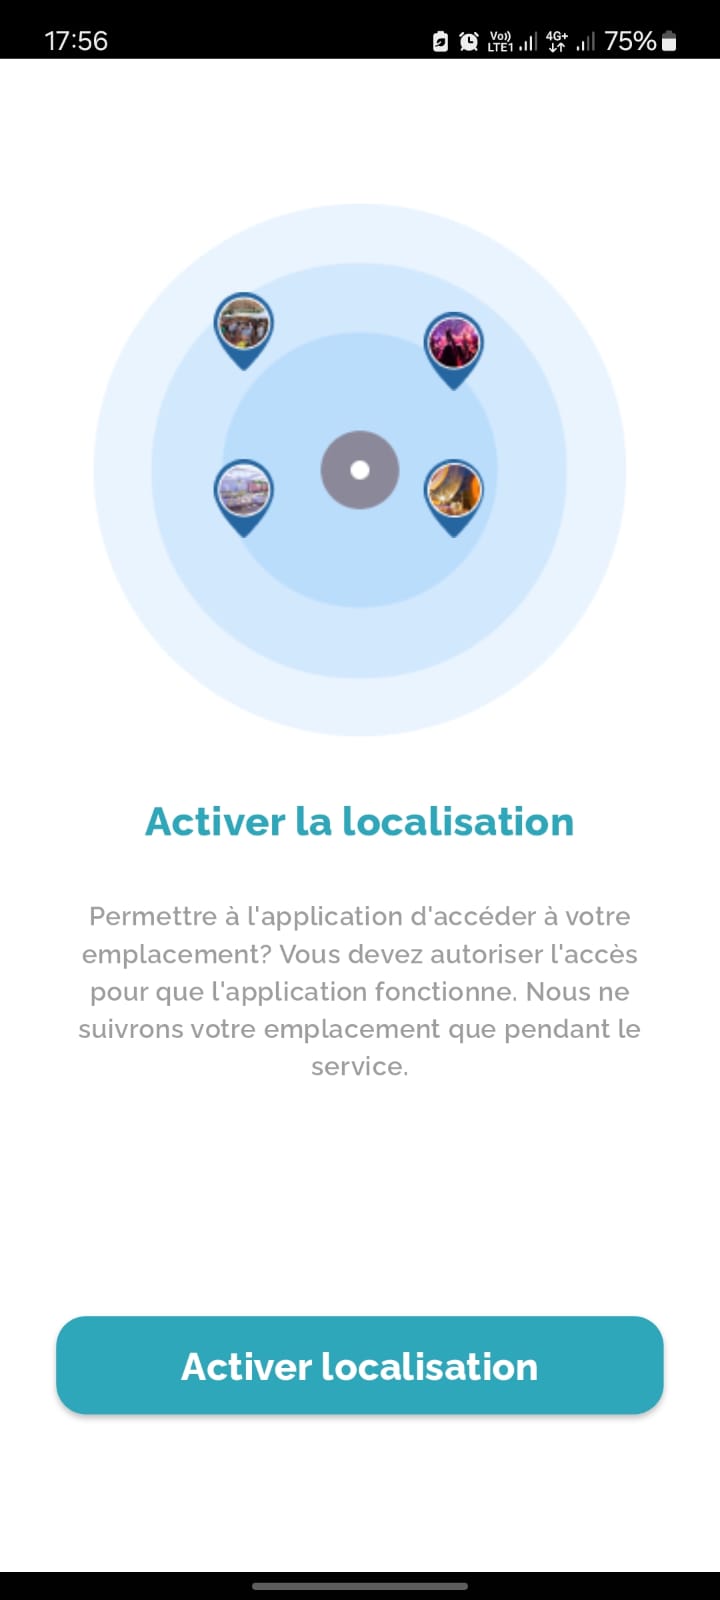 17:56
Vo)) 4G+ 75%
LTE1
Activer la localisation
Permettre à l'application d'accéder à votre
emplacement? Vous devez autoriser l'accès
pour que l'application fonctionne. Nous ne
suivrons votre emplacement que pendant le
service.
Activer localisation